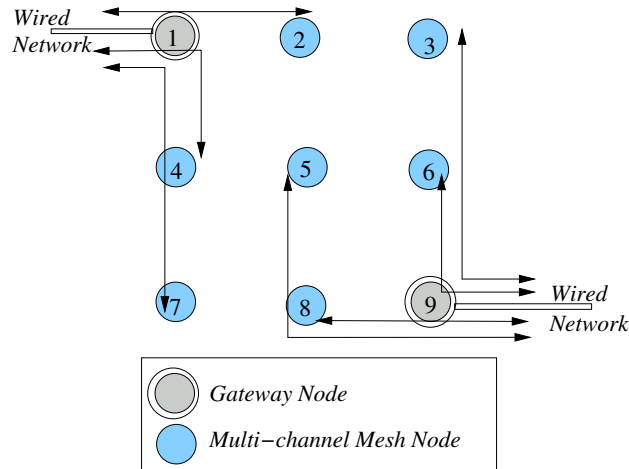 Wired
Network
1
2
3
4
5
6
7
8
9
Wired
Network
Gateway Node
Multi−channel Mesh Node